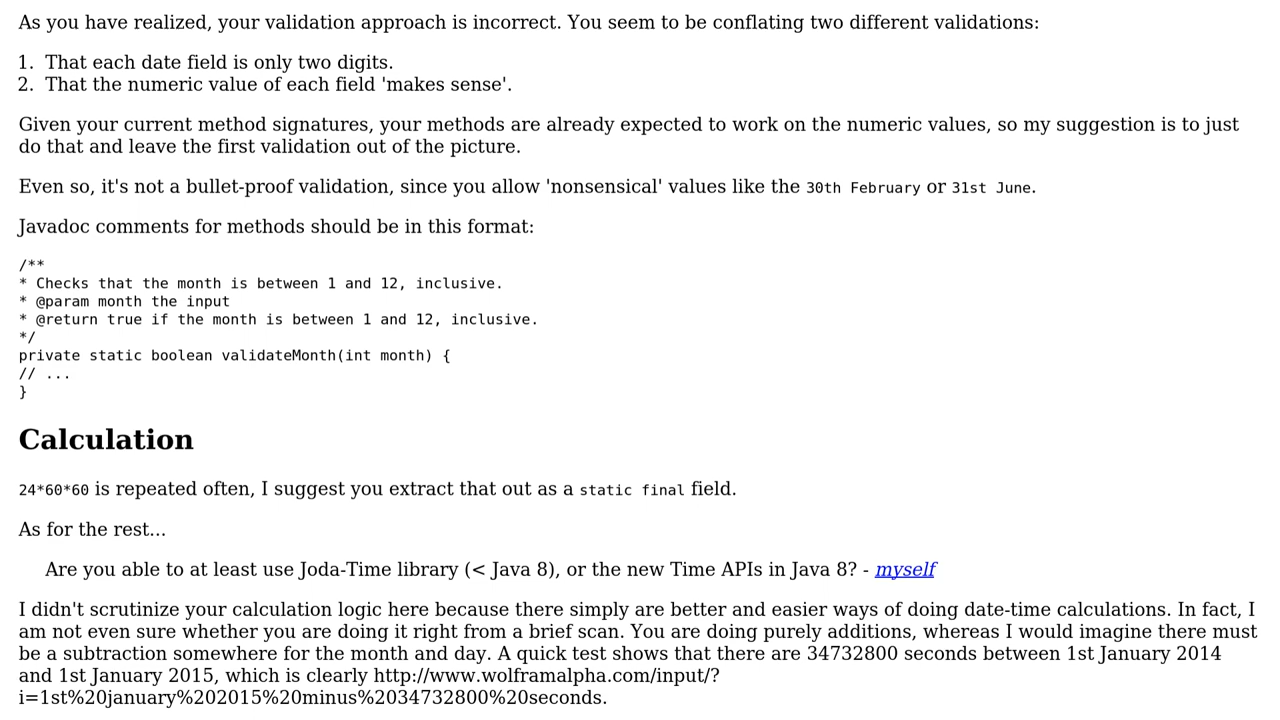 As you have realized, your validation approach is incorrect. You seem to be conflating two different validations:
1. That each date field is only two digits.
2. That the numeric value of each field 'makes sense'.
Given your current method signatures, your methods are already expected to work on the numeric values, so my suggestion is to just
do that and leave the first validation out of the picture.
Even so, it's not a bullet-proof validation, since you allow 'nonsensical' values like the 30th February or 31st June.
Javadoc comments for methods should be in this format:
/**
* Checks that the month is between 1 and 12, inclusive.
* @param month the input
* @return true if the month is between 1 and 12, inclusive.
*/
private static boolean validateMonth(int month) {
// ...
}
Calculation
24*60*60 is repeated often, I suggest you extract that out as a static final field.
As for the rest...
Are you able to at least use Joda-Time library (< Java 8), or the new Time APIs in Java 8? - myself
I didn't scrutinize your calculation logic here because there simply are better and easier ways of doing date-time calculations. In fact, I
am not even sure whether you are doing it right from a brief scan. You are doing purely additions, whereas I would imagine there must
be a subtraction somewhere for the month and day. A quick test shows that there are 34732800 seconds between 1st January 2014
and 1st January 2015, which is clearly http://www.wolframalpha.com/input/?
i=1st%20january%202015%20minus%2034732800%20seconds.